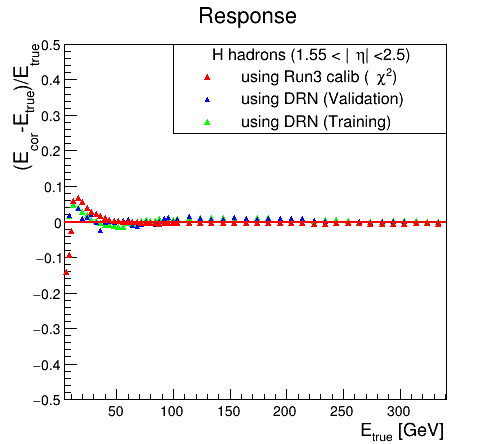 Response
(E_cor -E_true)/E_true
H hadrons (1.55 < | η| <2.5)
using Run3 calib ( χ²)
using DRN (Validation)
using DRN (Training)
0.5
0.4
0.3
0.2
0.1
0
−0.1
−0.2
−0.3
−0.4
−0.5
50 100 150 200 250 300
E_true [GeV]